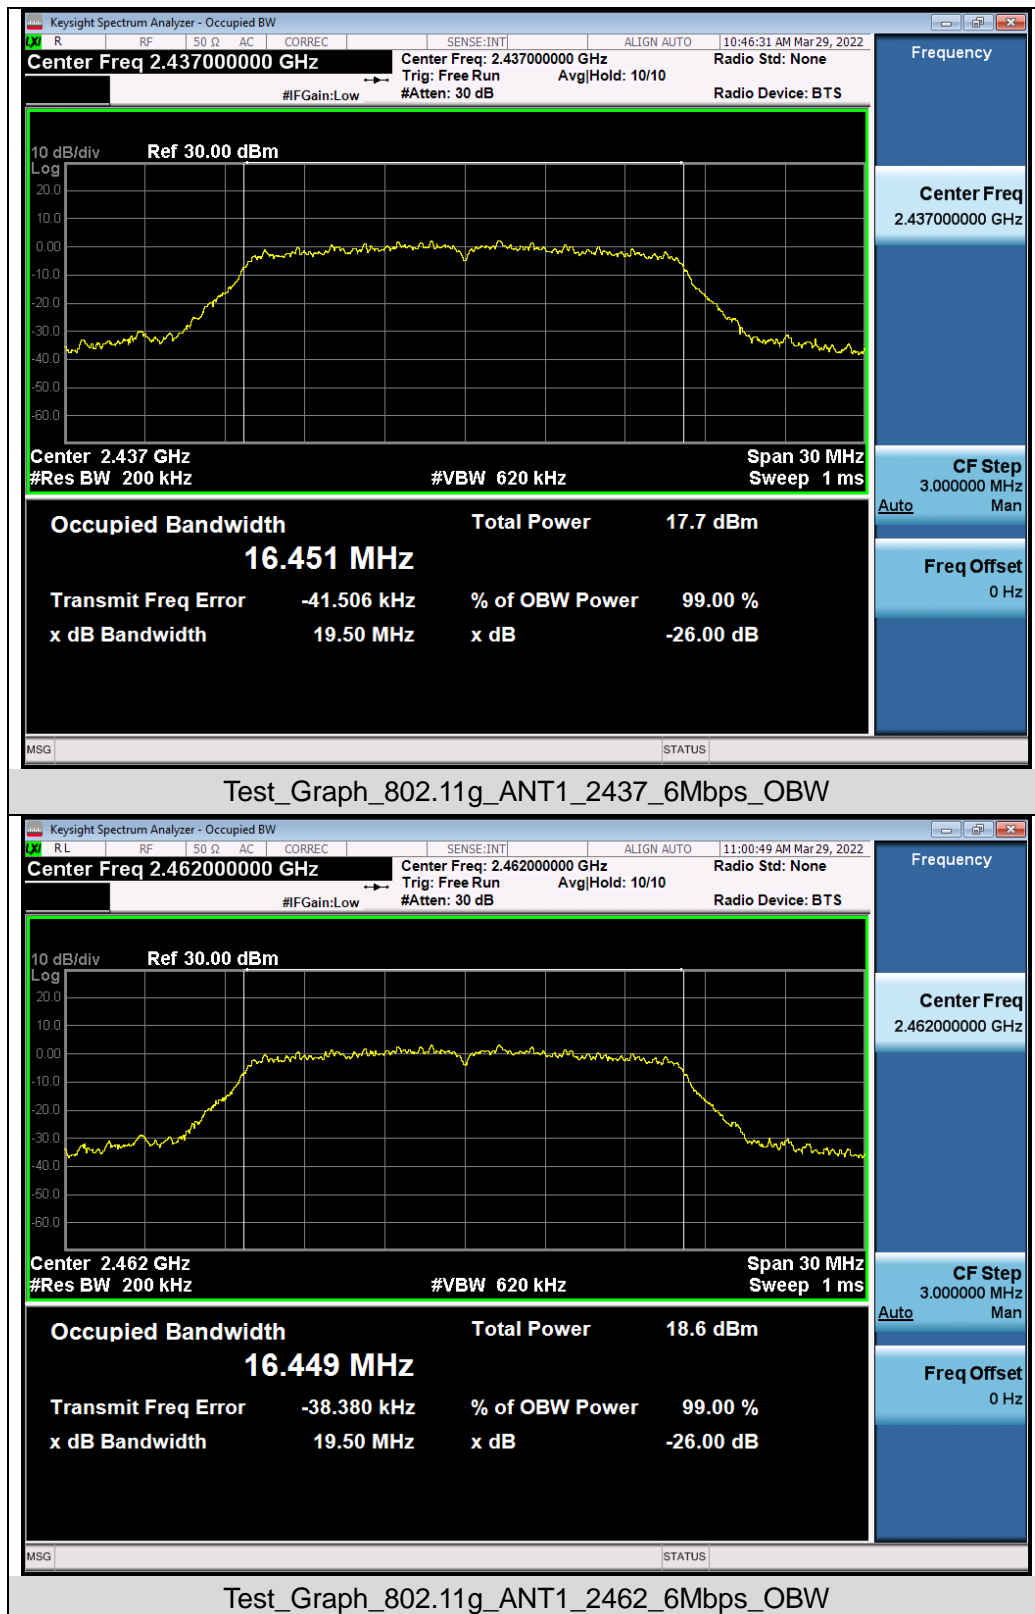 Keysight Spectrum Analyzer - Occupied BW
LXI R RF 50 Ω AC CORREC SENSE:INT ALIGN AUTO 10:46:31 AM Mar 29, 2022
Center Freq 2.437000000 GHz Center Freq: 2.437000000 GHz Radio Std: None
Trig: Free Run Avg|Hold: 10/10
#IFGain:Low #Atten: 30 dB Radio Device: BTS
Frequency
10 dB/div Ref 30.00 dBm
Log
20.0
10.0
0.00
-10.0
-20.0
-30.0
-40.0
-50.0
-60.0
Center 2.437 GHz Span 30 MHz
#Res BW 200 kHz #VBW 620 kHz Sweep 1 ms
Center Freq
2.437000000 GHz
CF Step
3.000000 MHz
Auto Man
Freq Offset
0 Hz
Occupied Bandwidth Total Power 17.7 dBm
16.451 MHz
Transmit Freq Error -41.506 kHz % of OBW Power 99.00 %
x dB Bandwidth 19.50 MHz x dB -26.00 dB
MSG STATUS
Test_Graph_802.11g_ANT1_2437_6Mbps_OBW
Keysight Spectrum Analyzer - Occupied BW
LXI RL RF 50 Ω AC CORREC SENSE:INT ALIGN AUTO 11:00:49 AM Mar 29, 2022
Center Freq 2.462000000 GHz Center Freq: 2.462000000 GHz Radio Std: None
Trig: Free Run Avg|Hold: 10/10
#IFGain:Low #Atten: 30 dB Radio Device: BTS
Frequency
10 dB/div Ref 30.00 dBm
Log
20.0
10.0
0.00
-10.0
-20.0
-30.0
-40.0
-50.0
-60.0
Center 2.462 GHz Span 30 MHz
#Res BW 200 kHz #VBW 620 kHz Sweep 1 ms
Center Freq
2.462000000 GHz
CF Step
3.000000 MHz
Auto Man
Freq Offset
0 Hz
Occupied Bandwidth Total Power 18.6 dBm
16.449 MHz
Transmit Freq Error -38.380 kHz % of OBW Power 99.00 %
x dB Bandwidth 19.50 MHz x dB -26.00 dB
MSG STATUS
Test_Graph_802.11g_ANT1_2462_6Mbps_OBW